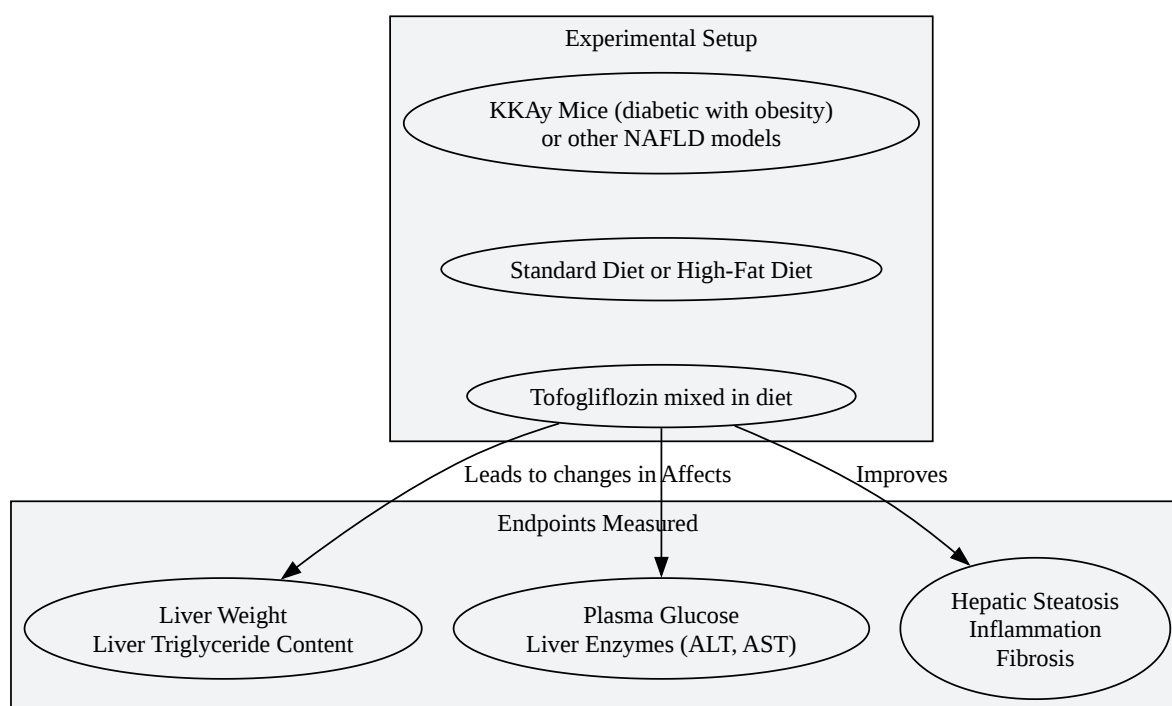 Experimental Setup
KKAy Mice (diabetic with obesity)
or other NAFLD models
Standard Diet or High-Fat Diet
Tofogliflozin mixed in diet
Leads to changes in
Affects
Improves
Endpoints Measured
Liver Weight
Liver Triglyceride Content
Plasma Glucose
Liver Enzymes (ALT, AST)
Hepatic Steatosis
Inflammation
Fibrosis